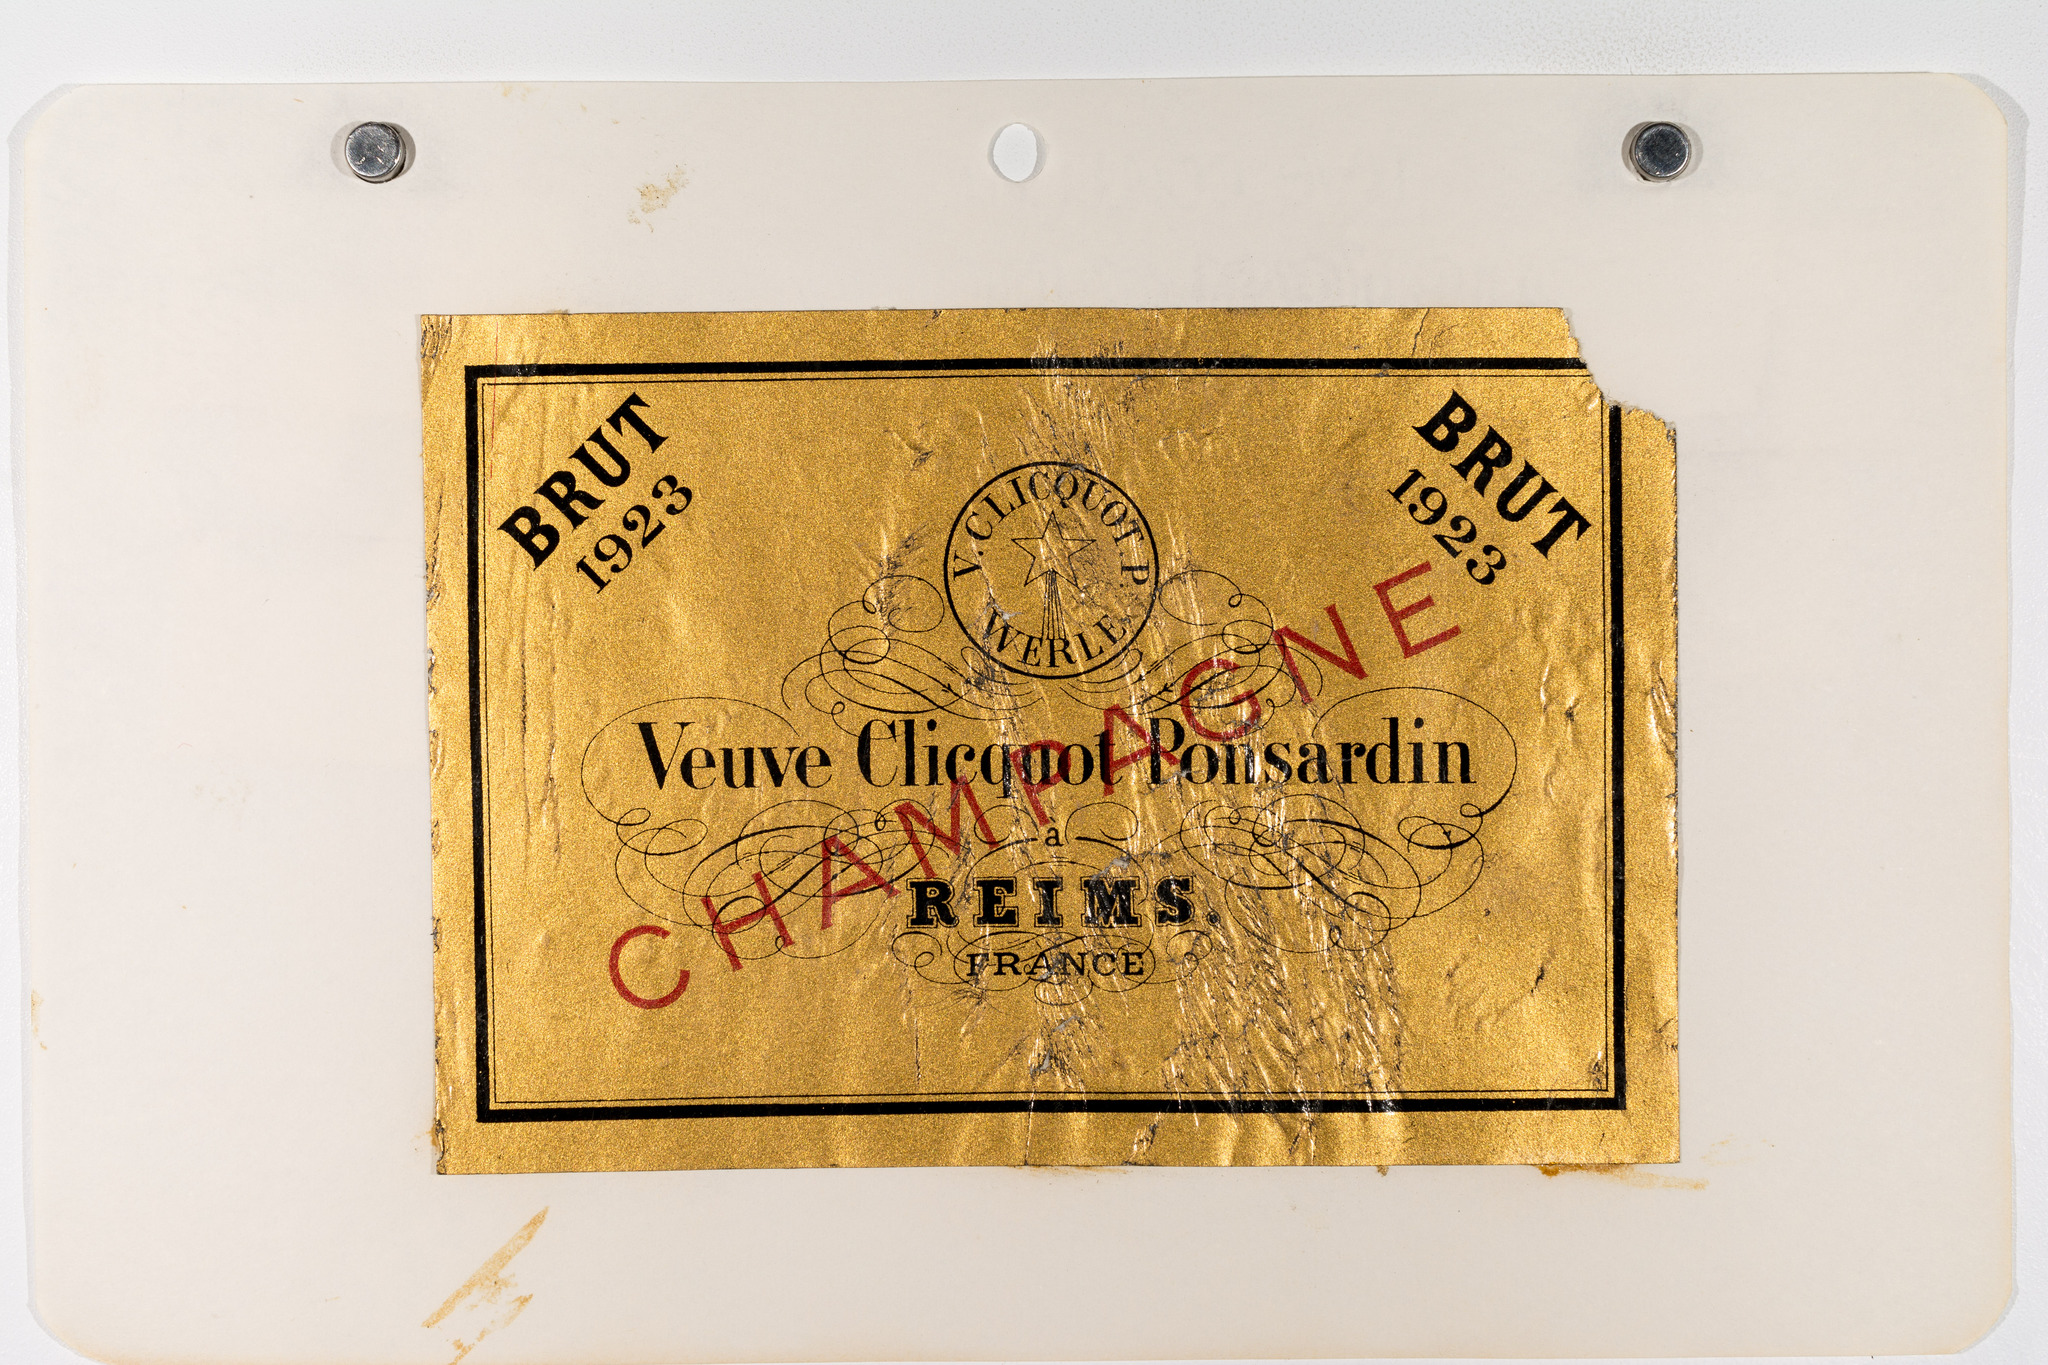 BRUT
1923
BRUT
1923
V. CLICQUOT. P.
WERLE
Veuve Clicquot Ponsardin
a
REIMS.
FRANCE
CHAMPAGNE